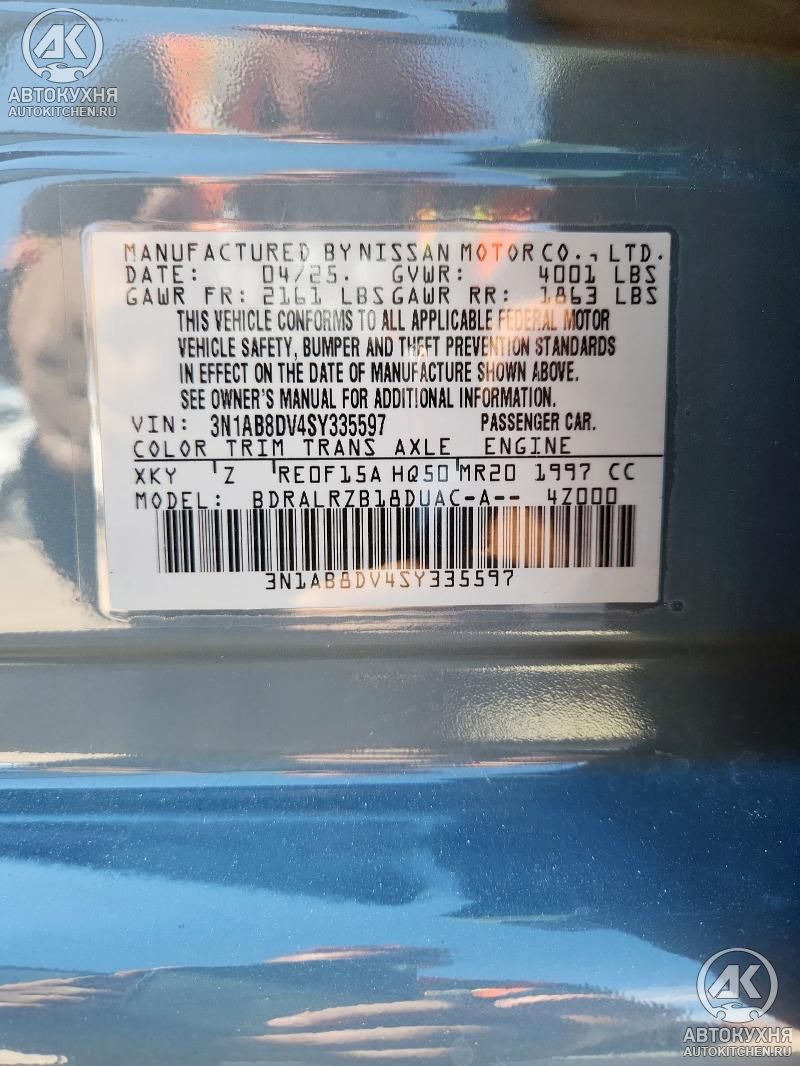 АК
АВТОКУХНЯ
AUTOKITCHEN.RU
MANUFACTURED BY NISSAN MOTOR CO., LTD.
DATE: 04/25. GVWR: 4001 LBS
GAWR FR: 2161 LBS GAWR RR: 1863 LBS
THIS VEHICLE CONFORMS TO ALL APPLICABLE FEDERAL MOTOR
VEHICLE SAFETY, BUMPER AND THEFT PREVENTION STANDARDS
IN EFFECT ON THE DATE OF MANUFACTURE SHOWN ABOVE.
SEE OWNER'S MANUAL FOR ADDITIONAL INFORMATION.
VIN: 3N1AB8DV4SY335597 PASSENGER CAR.
COLOR TRIM TRANS AXLE ENGINE
XKY Z RE0F15A HQ50 MR20 1997 CC
MODEL: BDRALRZB18DUAC-A-- 4Z000
3N1AB8DV4SY335597
АК
АВТОКУХНЯ
AUTOKITCHEN.RU